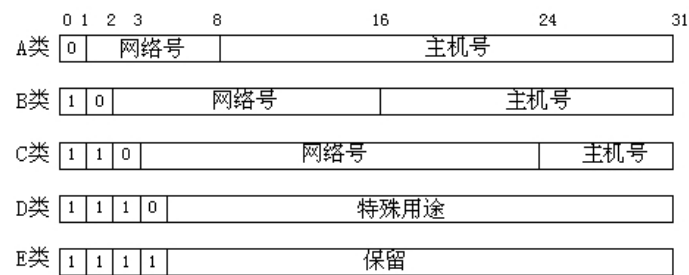 0 1 2 3 8 16 24 31
A类 0 网络号 主机号
B类 1 0 网络号 主机号
C类 1 1 0 网络号 主机号
D类 1 1 1 0 特殊用途
E类 1 1 1 1 保留